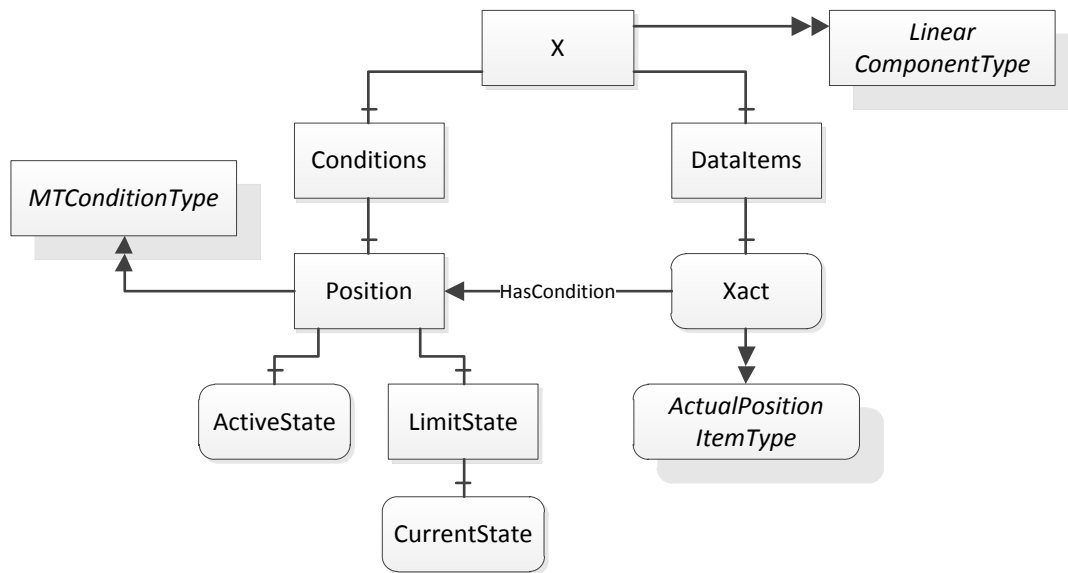 X
Linear
ComponentType
Conditions
DataItems
MTConditionType
Position
HasCondition
Xact
ActiveState
LimitState
ActualPosition
ItemType
CurrentState